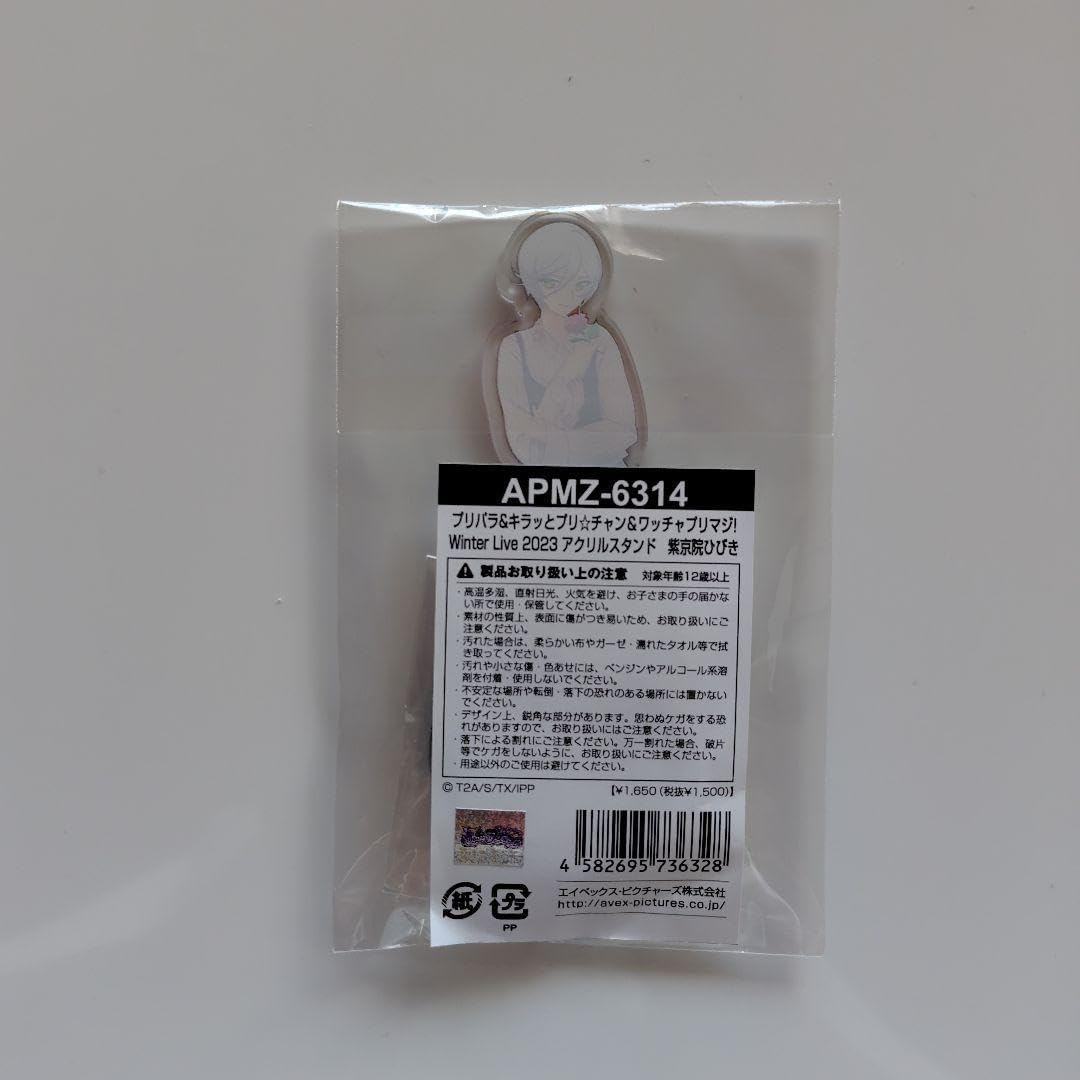 APMZ-6314
プリパラ&キラッとプリ☆チャン&ワッチャプリマジ!
Winter Live 2023 アクリルスタンド 紫京院ひびき
製品お取り扱い上の注意 対象年齢12歳以上
・高温多湿、直射日光、火気を避け、お子さまの手の届かな
い所で使用・保管してください。
・素材の性質上、表面に傷がつき易いため、お取り扱いにご
注意ください。
・汚れた場合は、柔らかい布やガーゼ・濡れたタオル等で拭
き取ってください。
・汚れや小さな傷・色あせには、ベンジンやアルコール系溶
剤を付着・使用しないでください。
・不安定な場所や転倒・落下の恐れのある場所には置かない
でください。
・デザイン上、鋭角な部分があります。思わぬケガをする恐
れがありますので、お取り扱いにはご注意ください。
・落下による割れにご注意ください。万一割れた場合、破片
等でケガをしないように、お取り扱いにご注意ください。
・用途以外のご使用は避けてください。
© T2A/S/TX/IPP 【¥1,650(税抜¥1,500)】
4 582695 736328
エイベックス・ピクチャーズ株式会社
http://avex-pictures.co.jp/
紙 プラ
PP